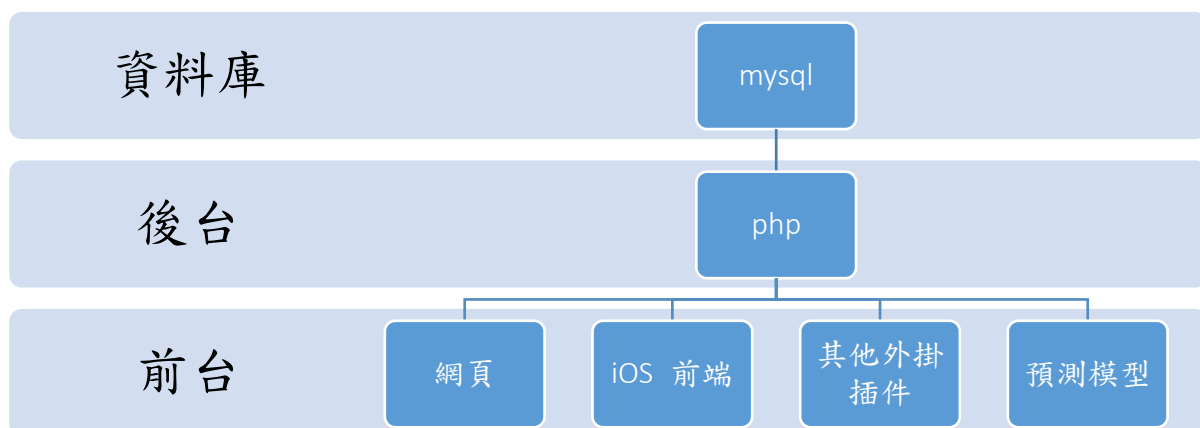 資料庫
mysql
後台
php
前台
網頁
iOS 前端
其他外掛
插件
預測模型